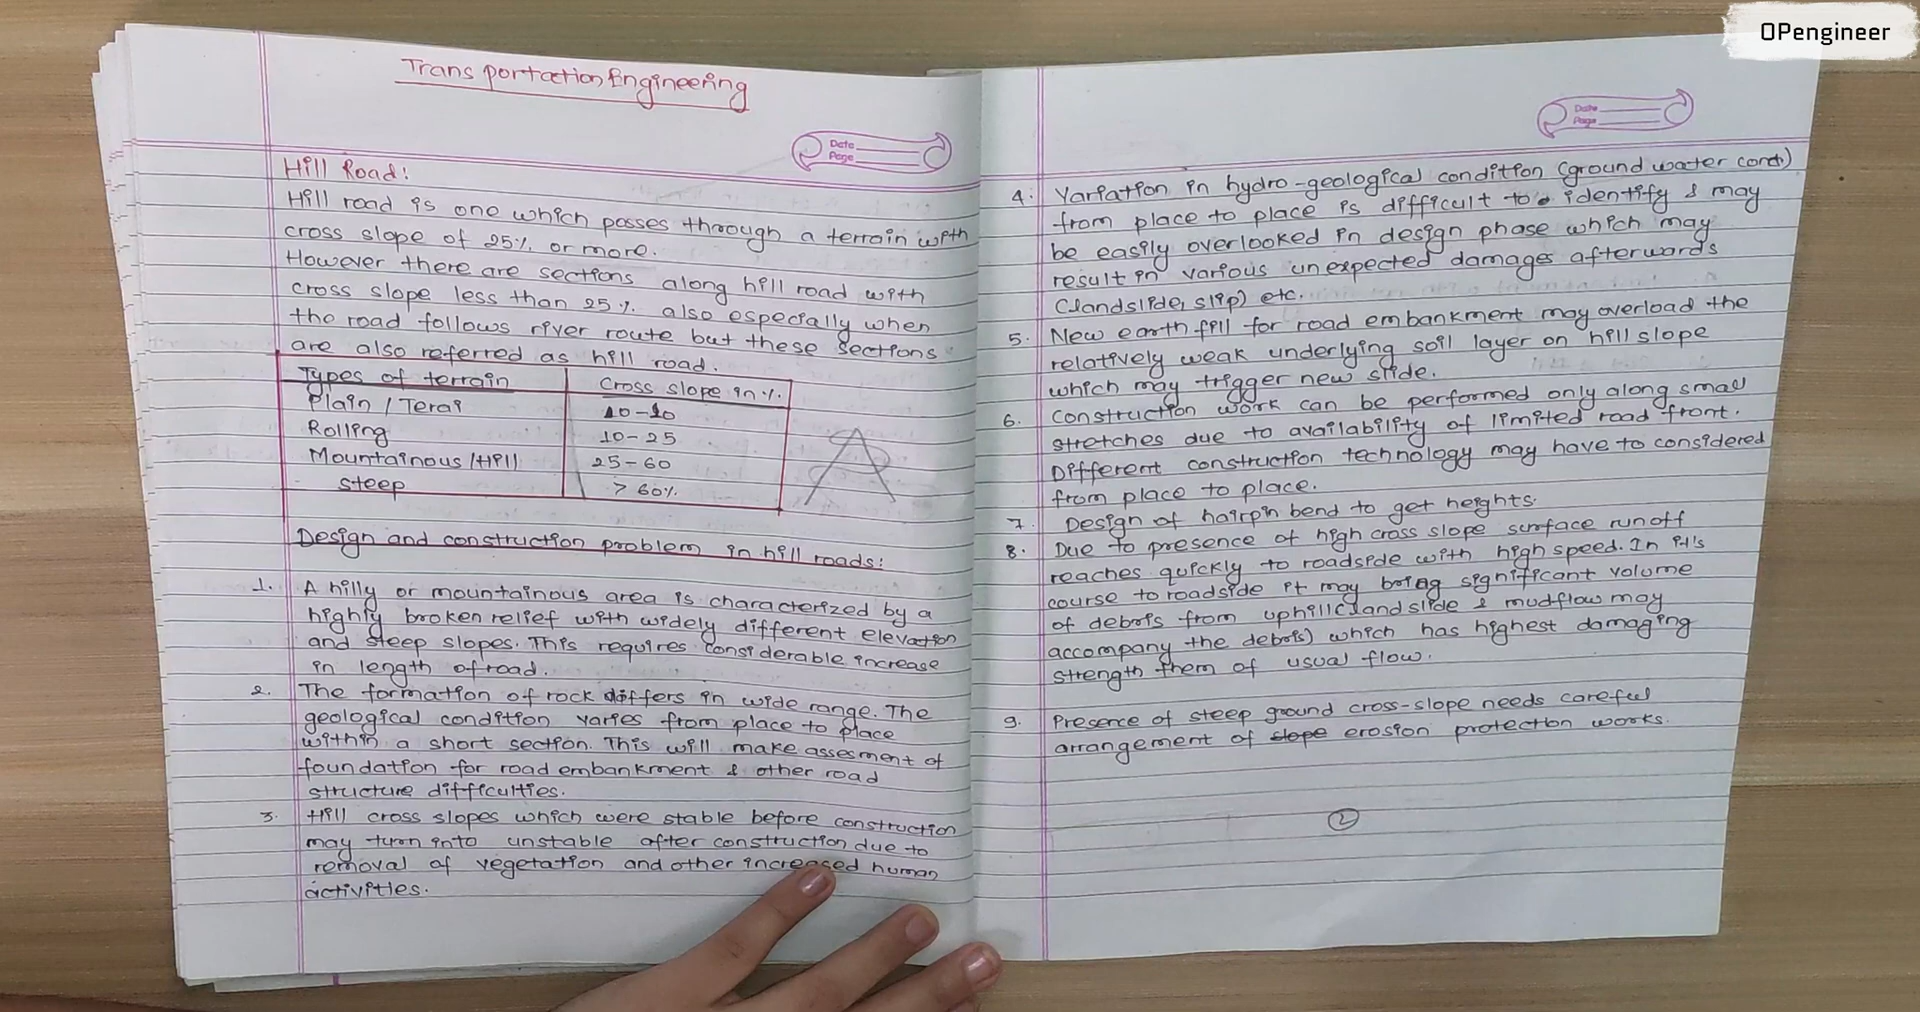 OPengineer
Transportation Engineering
Date
Page
Hill Road:
Hill road is one which passes through a terrain with
cross slope of 25% or more.
However there are sections along hill road with
cross slope less than 25% also especially when
the road follows river route but these sections
are also referred as hill road.
Types of terrain Cross slope in %
Plain / Terai
Rolling 10-25
Mountainous / Hill 25-60
steep > 60%
Design and construction problem in hill roads:
1. A hilly or mountainous area is characterized by a
highly broken relief with widely different elevation
and steep slopes. This requires considerable increase
in length of road.
2. The formation of rock differs in wide range. The
geological condition varies from place to place
within a short section. This will make assesment of
foundation for road embankment & other road
structure difficulties.
3. Hill cross slopes which were stable before construction
may turn into unstable after construction due to
removal of vegetation and other increased human
activities.
Date
Page
4. Variation in hydro-geological condition (ground water cond)
from place to place is difficult to identify & may
be easily overlooked in design phase which may
result in various unexpected damages afterwards
(landslide, slip) etc.
5. New earth fill for road embankment may overload the
relatively weak underlying soil layer on hill slope
which may trigger new slide.
6. Construction work can be performed only along small
stretches due to availability of limited road front.
Different construction technology may have to considered
from place to place.
7. Design of hairpin bend to get heights.
8. Due to presence of high cross slope surface runoff
reaches quickly to roadside with high speed. In it's
course to roadside it may bring significant volume
of debris from uphill (landslide & mudflow may
accompany the debris) which has highest damaging
strength them of usual flow.
9. Presence of steep ground cross-slope needs careful
arrangement of slope erosion protection works.
2